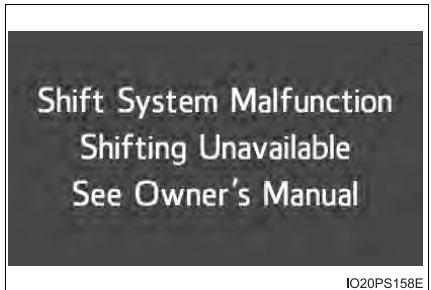 Shift System Malfunction
Shifting Unavailable
See Owner's Manual
IO20PS158E